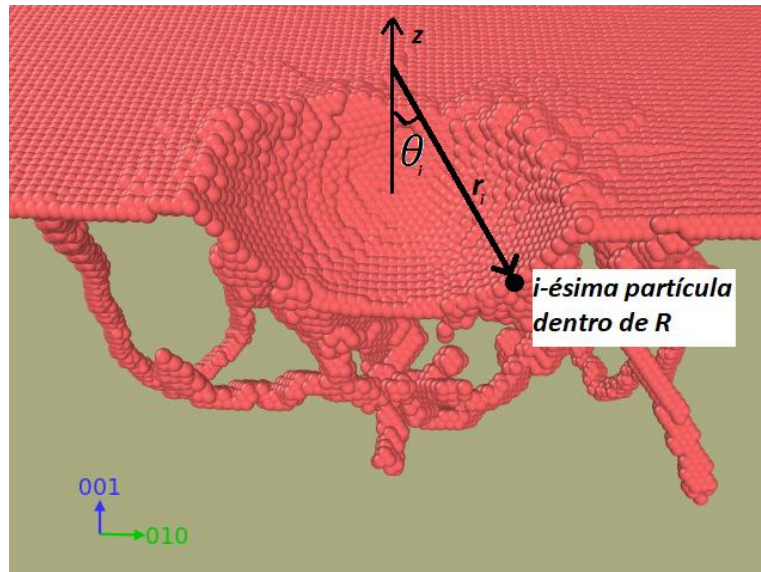 z
θi
ri
i-ésima partícula
dentro de R
001
010